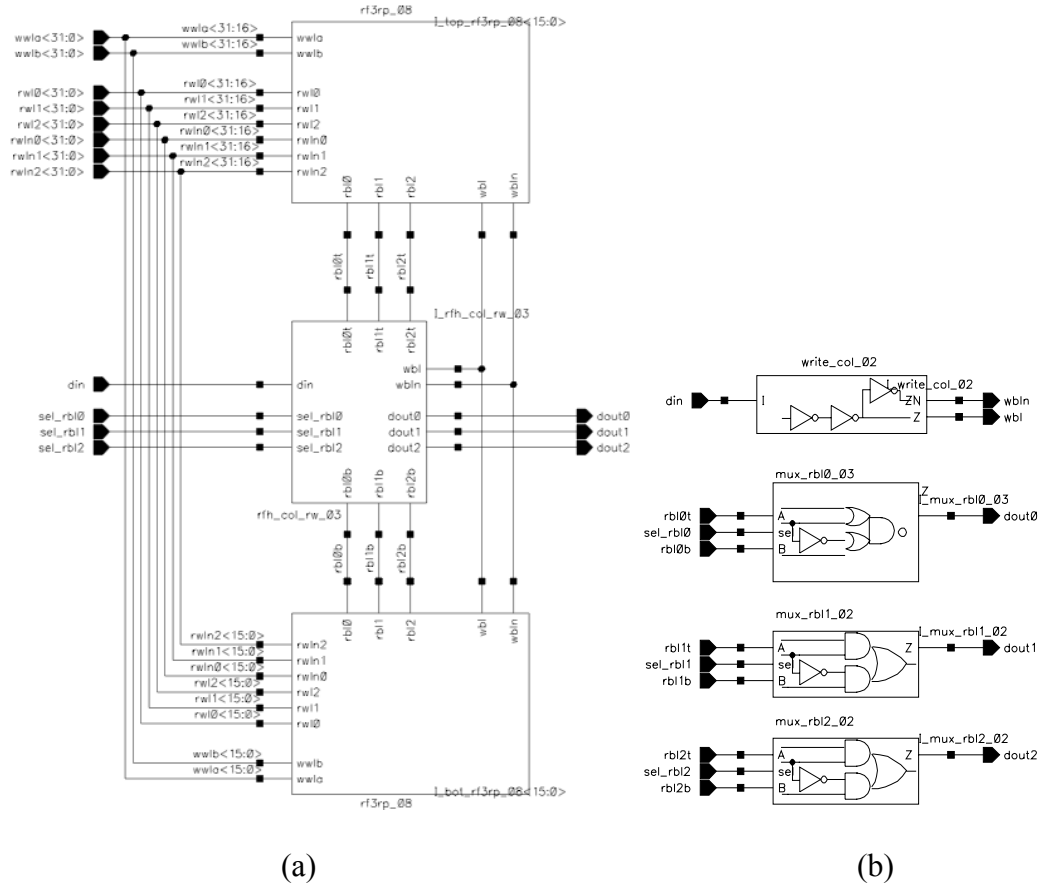 rf3rp_08
I_top_rf3rp_08<15:0>
wwla<31:0>
wwla<31:16>
wwla
wwlb<31:0>
wwlb<31:16>
wwlb
rwl0<31:0>
rwl0<31:16>
rwl0
rwl1<31:0>
rwl1<31:16>
rwl1
rwl2<31:0>
rwl2<31:16>
rwl2
rwln0<31:0>
rwln0<31:16>
rwln0
rwln1<31:0>
rwln1<31:16>
rwln1
rwln2<31:0>
rwln2<31:16>
rwln2
rbl0 rbl1 rbl2 wbl wbln
rbl0t rbl1t rbl2t
I_rfh_col_rw_03
rbl0t rbl1t rbl2t
wbl
din din wbln
sel_rbl0 sel_rbl0 dout0 dout0
sel_rbl1 sel_rbl1 dout1 dout1
sel_rbl2 sel_rbl2 dout2 dout2
rbl0b rbl1b rbl2b
rfh_col_rw_03
rbl0b rbl1b rbl2b
rbl0 rbl1 rbl2 wbl wbln
rwln2<15:0> rwln2
rwln1<15:0> rwln1
rwln0<15:0> rwln0
rwl2<15:0> rwl2
rwl1<15:0> rwl1
rwl0<15:0> rwl0
wwlb<15:0> wwlb
wwla<15:0> wwla
rf3rp_08
I_bot_rf3rp_08<15:0>
(a)
write_col_02
I_write_col_02
din I ZN wbln
Z wbl
mux_rbl0_03
Z
I_mux_rbl0_03
rbl0t A dout0
sel_rbl0 sel
rbl0b B
mux_rbl1_02
I_mux_rbl1_02
rbl1t A Z dout1
sel_rbl1 sel
rbl1b B
mux_rbl2_02
I_mux_rbl2_02
rbl2t A Z dout2
sel_rbl2 sel
rbl2b B
(b)